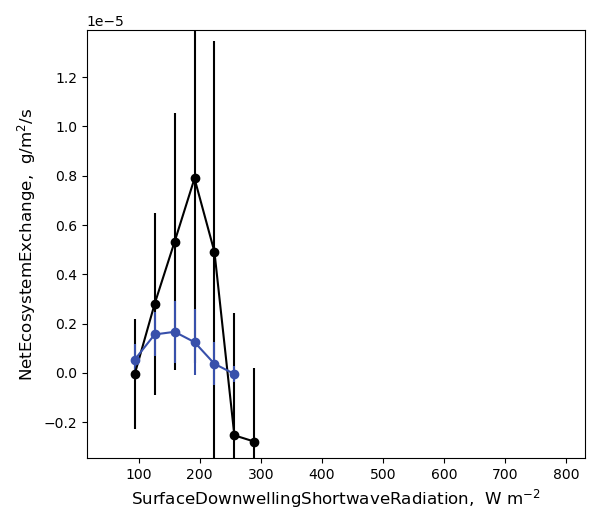 1e−5
1.2
1.0
0.8
0.6
0.4
0.2
0.0
−0.2
NetEcosystemExchange,  g/m²/s
100 200 300 400 500 600 700 800
SurfaceDownwellingShortwaveRadiation,  W m⁻²